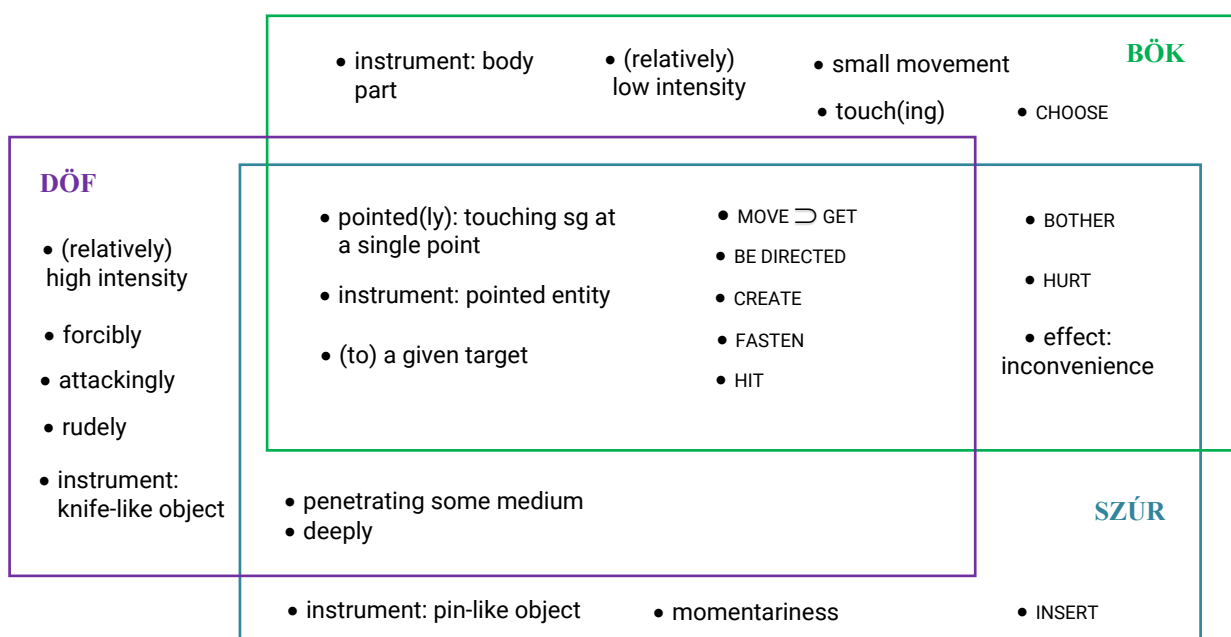 BÖK
• instrument: body
part
• (relatively)
low intensity
• small movement
• touch(ing)
• CHOOSE
DÖF
• (relatively)
high intensity
• forcibly
• attackingly
• rudely
• instrument:
knife-like object
• pointed(ly): touching sg at
a single point
• instrument: pointed entity
• (to) a given target
• MOVE ⊃ GET
• BE DIRECTED
• CREATE
• FASTEN
• HIT
• BOTHER
• HURT
• effect:
inconvenience
• penetrating some medium
• deeply
SZÚR
• instrument: pin-like object
• momentariness
• INSERT